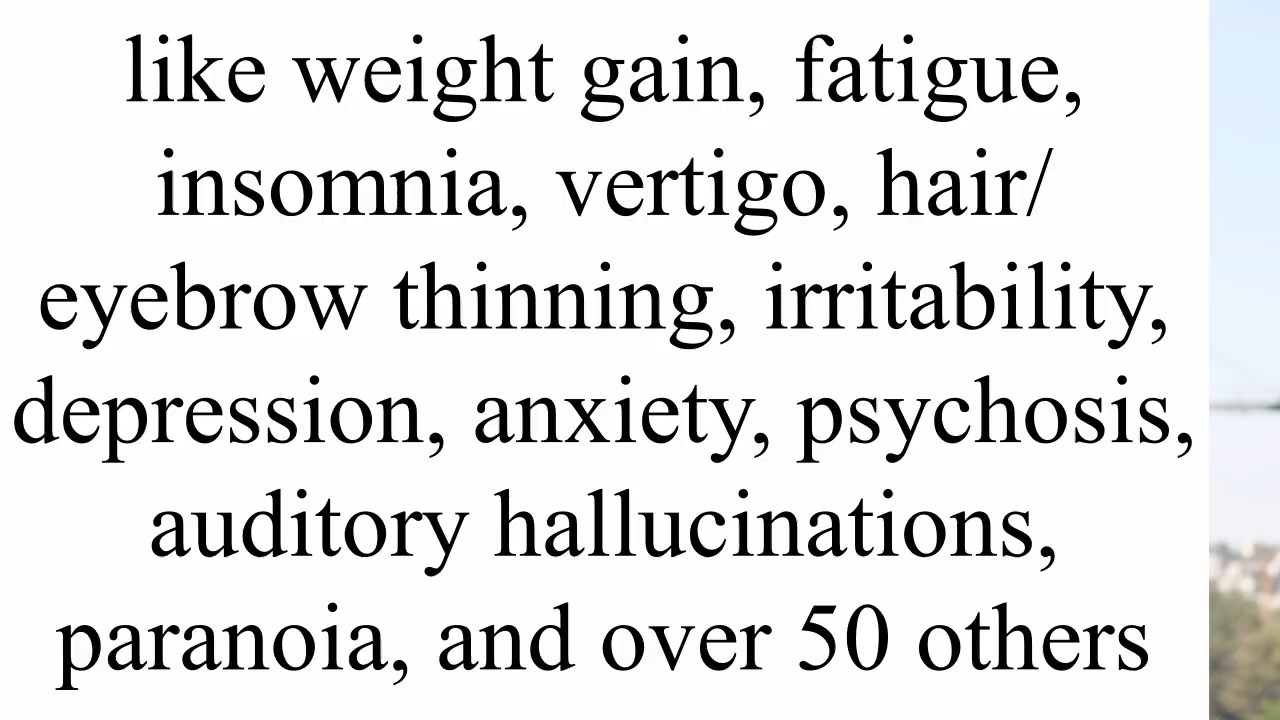 like weight gain, fatigue,
insomnia, vertigo, hair/
eyebrow thinning, irritability,
depression, anxiety, psychosis,
auditory hallucinations,
paranoia, and over 50 others